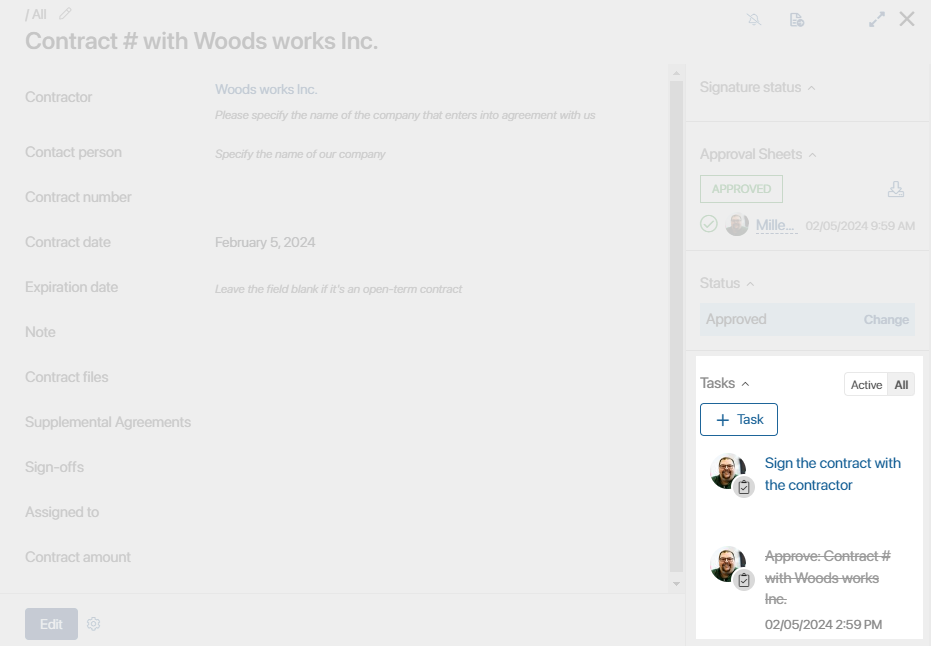 / All
Contract # with Woods works Inc.
Contractor
Woods works Inc.
Please specify the name of the company that enters into agreement with us
Contact person
Specify the name of our company
Contract number
Contract date
February 5, 2024
Expiration date
Leave the field blank if it's an open-term contract
Note
Contract files
Supplemental Agreements
Sign-offs
Assigned to
Contract amount
Edit
Signature status
Approval Sheets
APPROVED
Mille... 02/05/2024 9:59 AM
Status
Approved Change
Tasks Active All
+ Task
Sign the contract with
the contractor
Approve: Contract #
with Woods works
Inc.
02/05/2024 2:59 PM